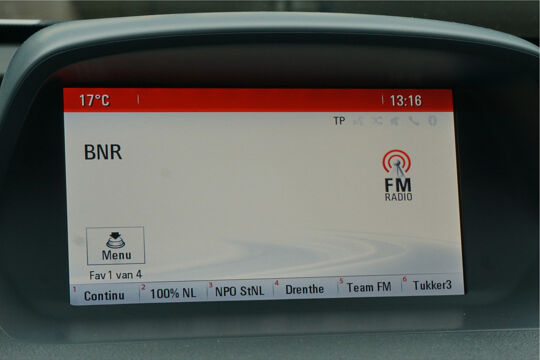 17°C 13:16
TP
BNR
FM
RADIO
Menu
Fav 1 van 4
1 Continu 2 100% NL 3 NPO StNL 4 Drenthe 5 Team FM 6 Tukker3